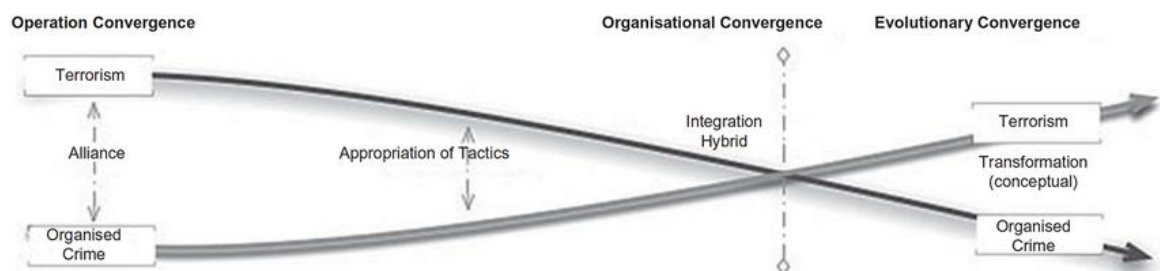 Operation Convergence
Organisational Convergence
Evolutionary Convergence
Terrorism
Alliance
Organised
Crime
Appropriation of Tactics
Integration
Hybrid
Terrorism
Transformation
(conceptual)
Organised
Crime